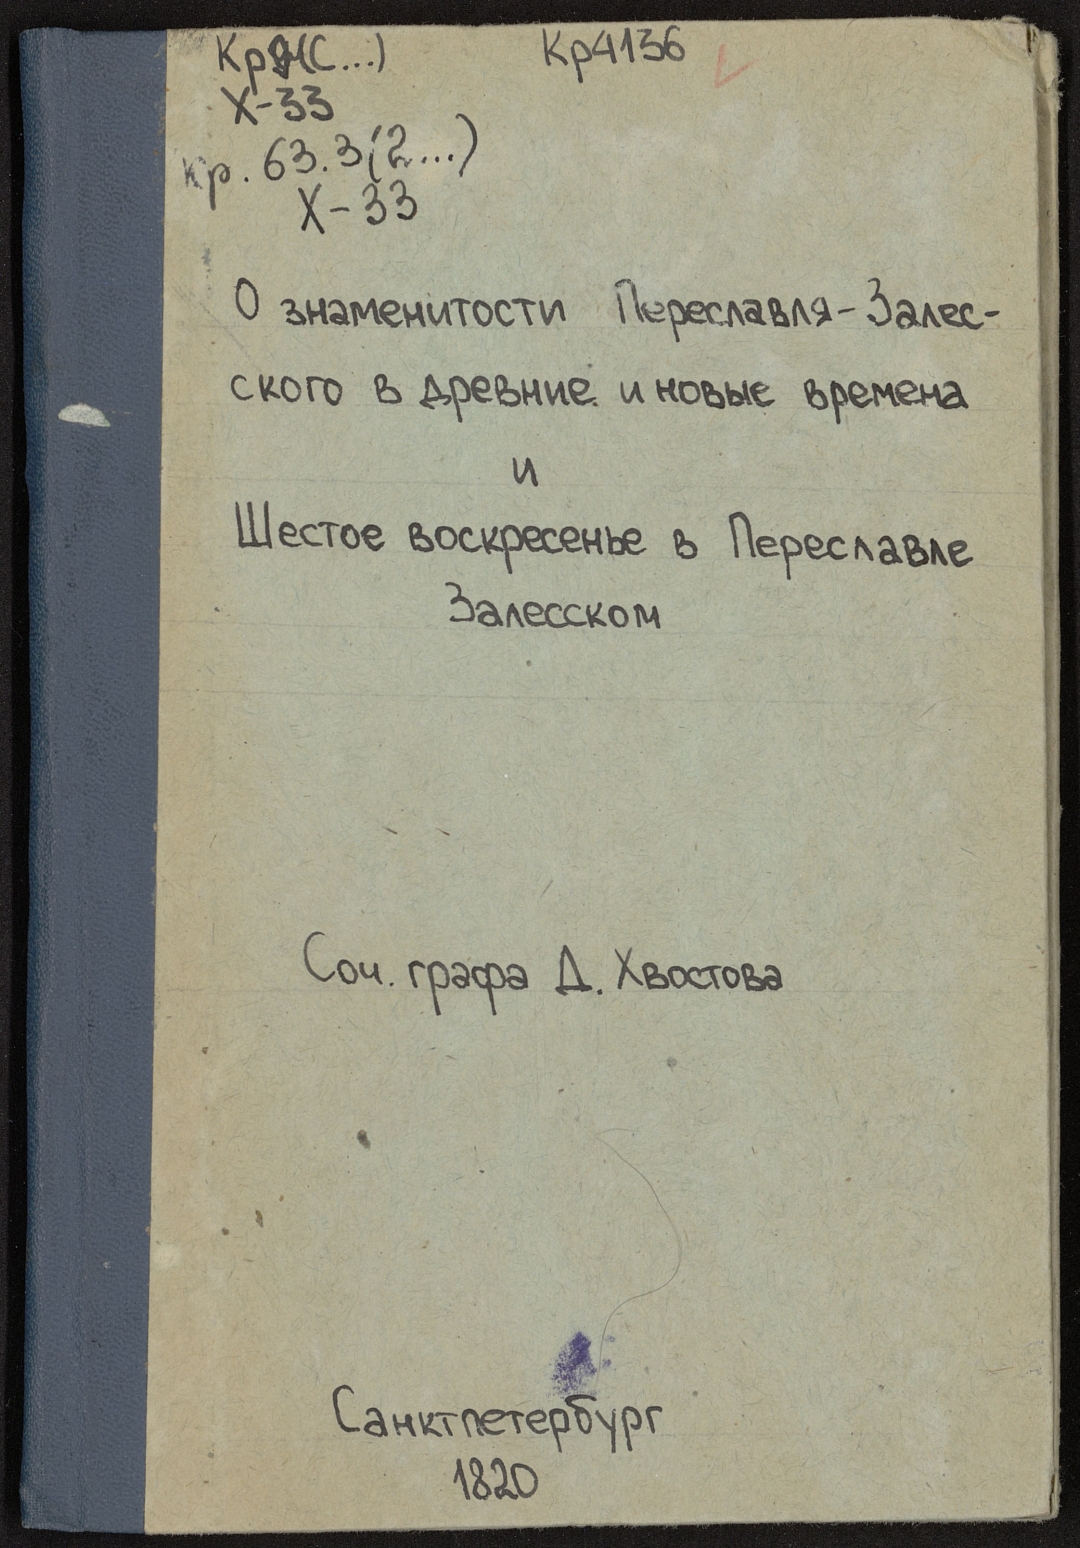 Кр4136
Х-33
Кр. 63.3(2...)
Х-33
О знаменитости Переславля-Залес-
ского в древние и новые времена
и
Шестое воскресенье в Переславле
Залесском
Соч. графа Д. Хвостова
Санктпетербург
1820